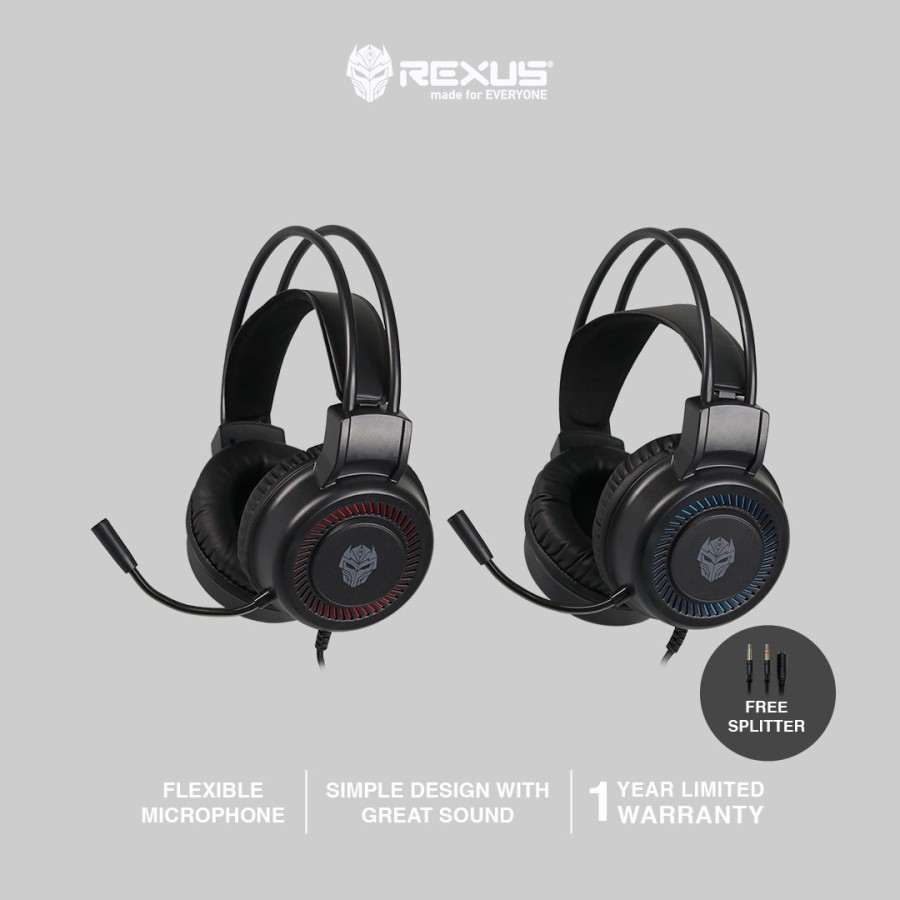 REXUS®
made for EVERYONE
FREE
SPLITTER
FLEXIBLE
MICROPHONE
SIMPLE DESIGN WITH
GREAT SOUND
1 YEAR LIMITED
WARRANTY